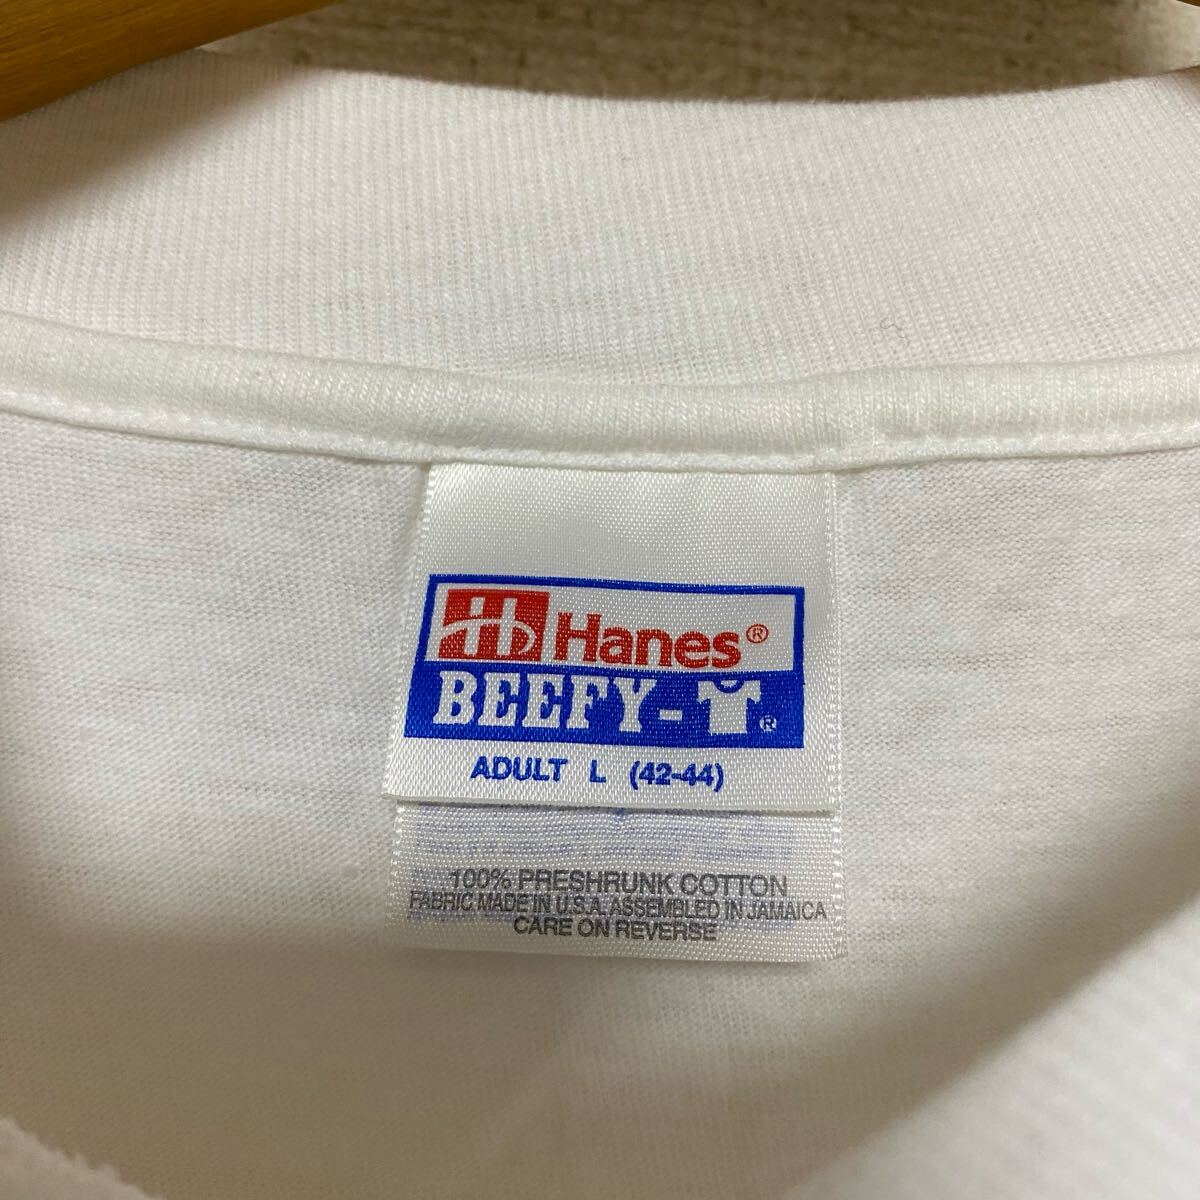 Hanes®
BEEFY-T®
ADULT L (42-44)
100% PRESHRUNK COTTON
FABRIC MADE IN U.S.A. ASSEMBLED IN JAMAICA
CARE ON REVERSE